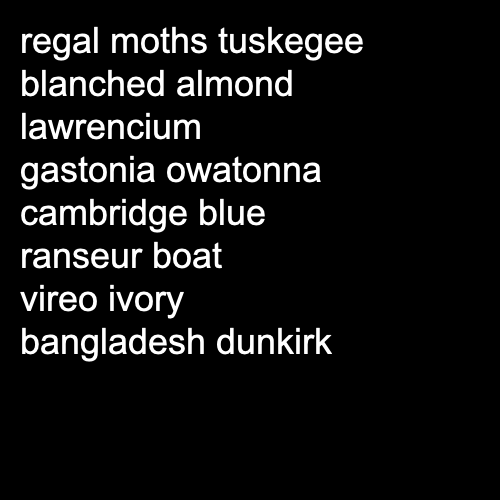 regal moths tuskegee
blanched almond
lawrencium
gastonia owatonna
cambridge blue
ranseur boat
vireo ivory
bangladesh dunkirk